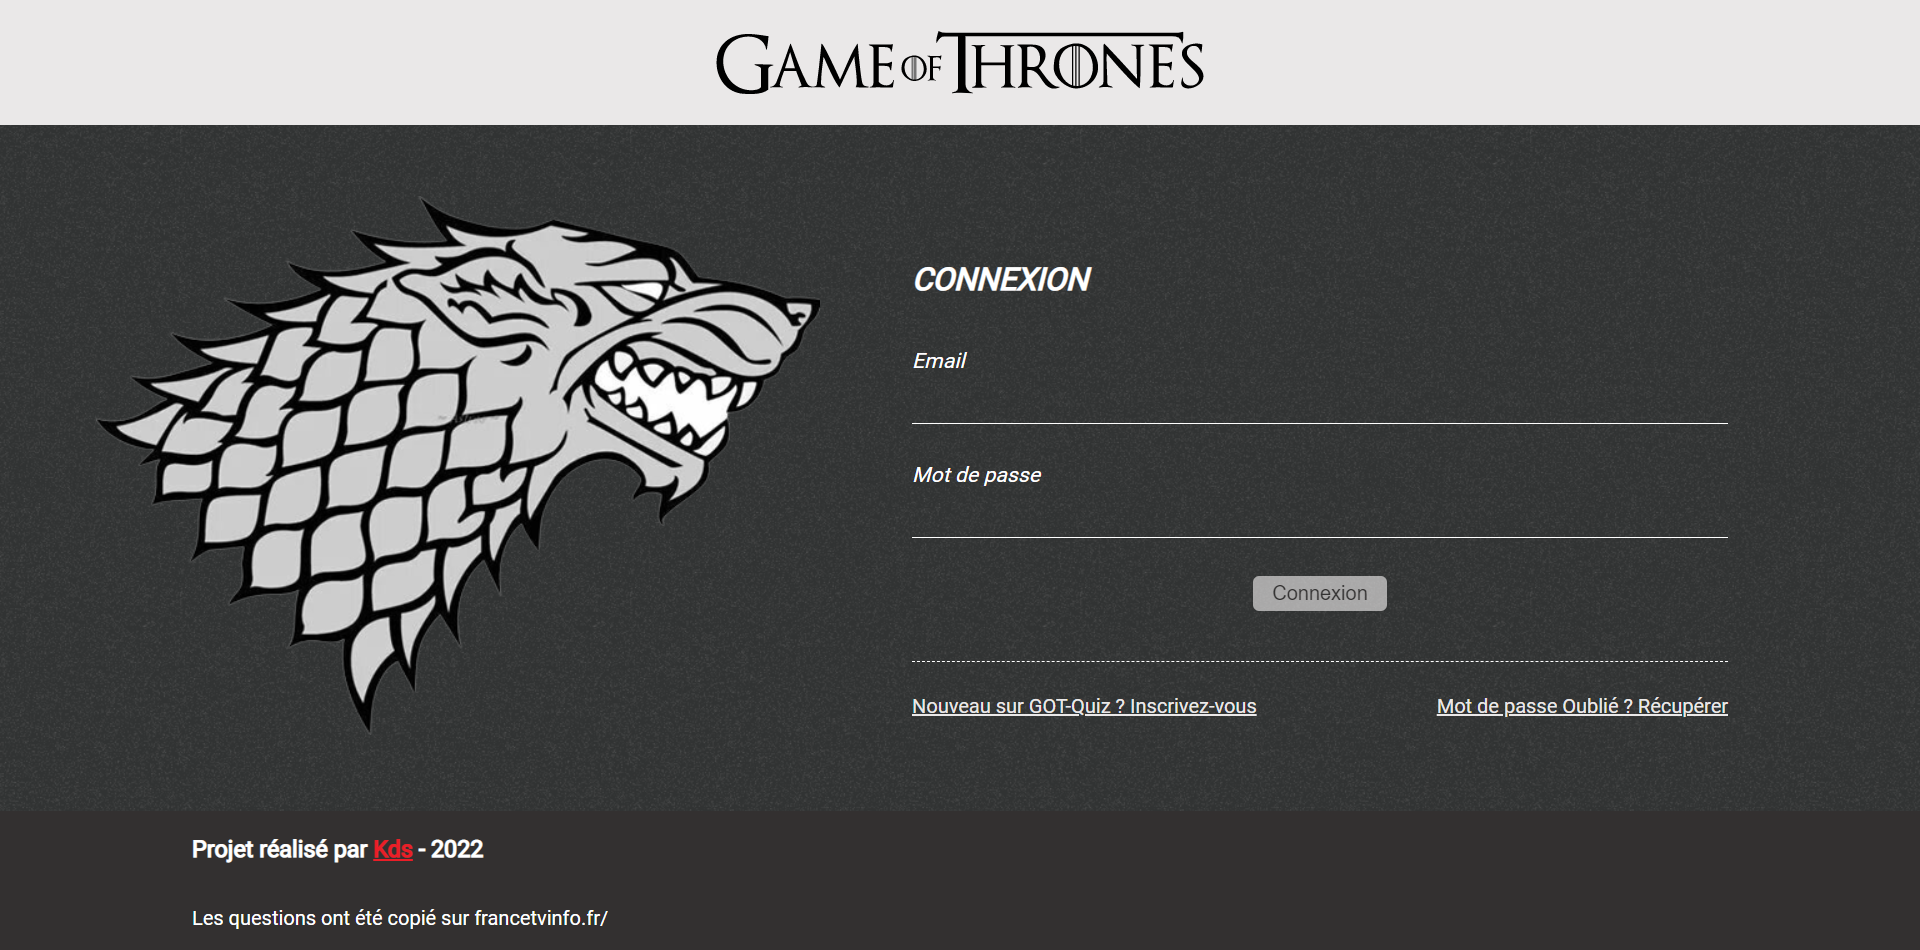 GAME OF THRONES
CONNEXION
Email
Mot de passe
Connexion
Nouveau sur GOT-Quiz ? Inscrivez-vous
Mot de passe Oublié ? Récupérer
Projet réalisé par Kds - 2022
Les questions ont été copié sur francetvinfo.fr/